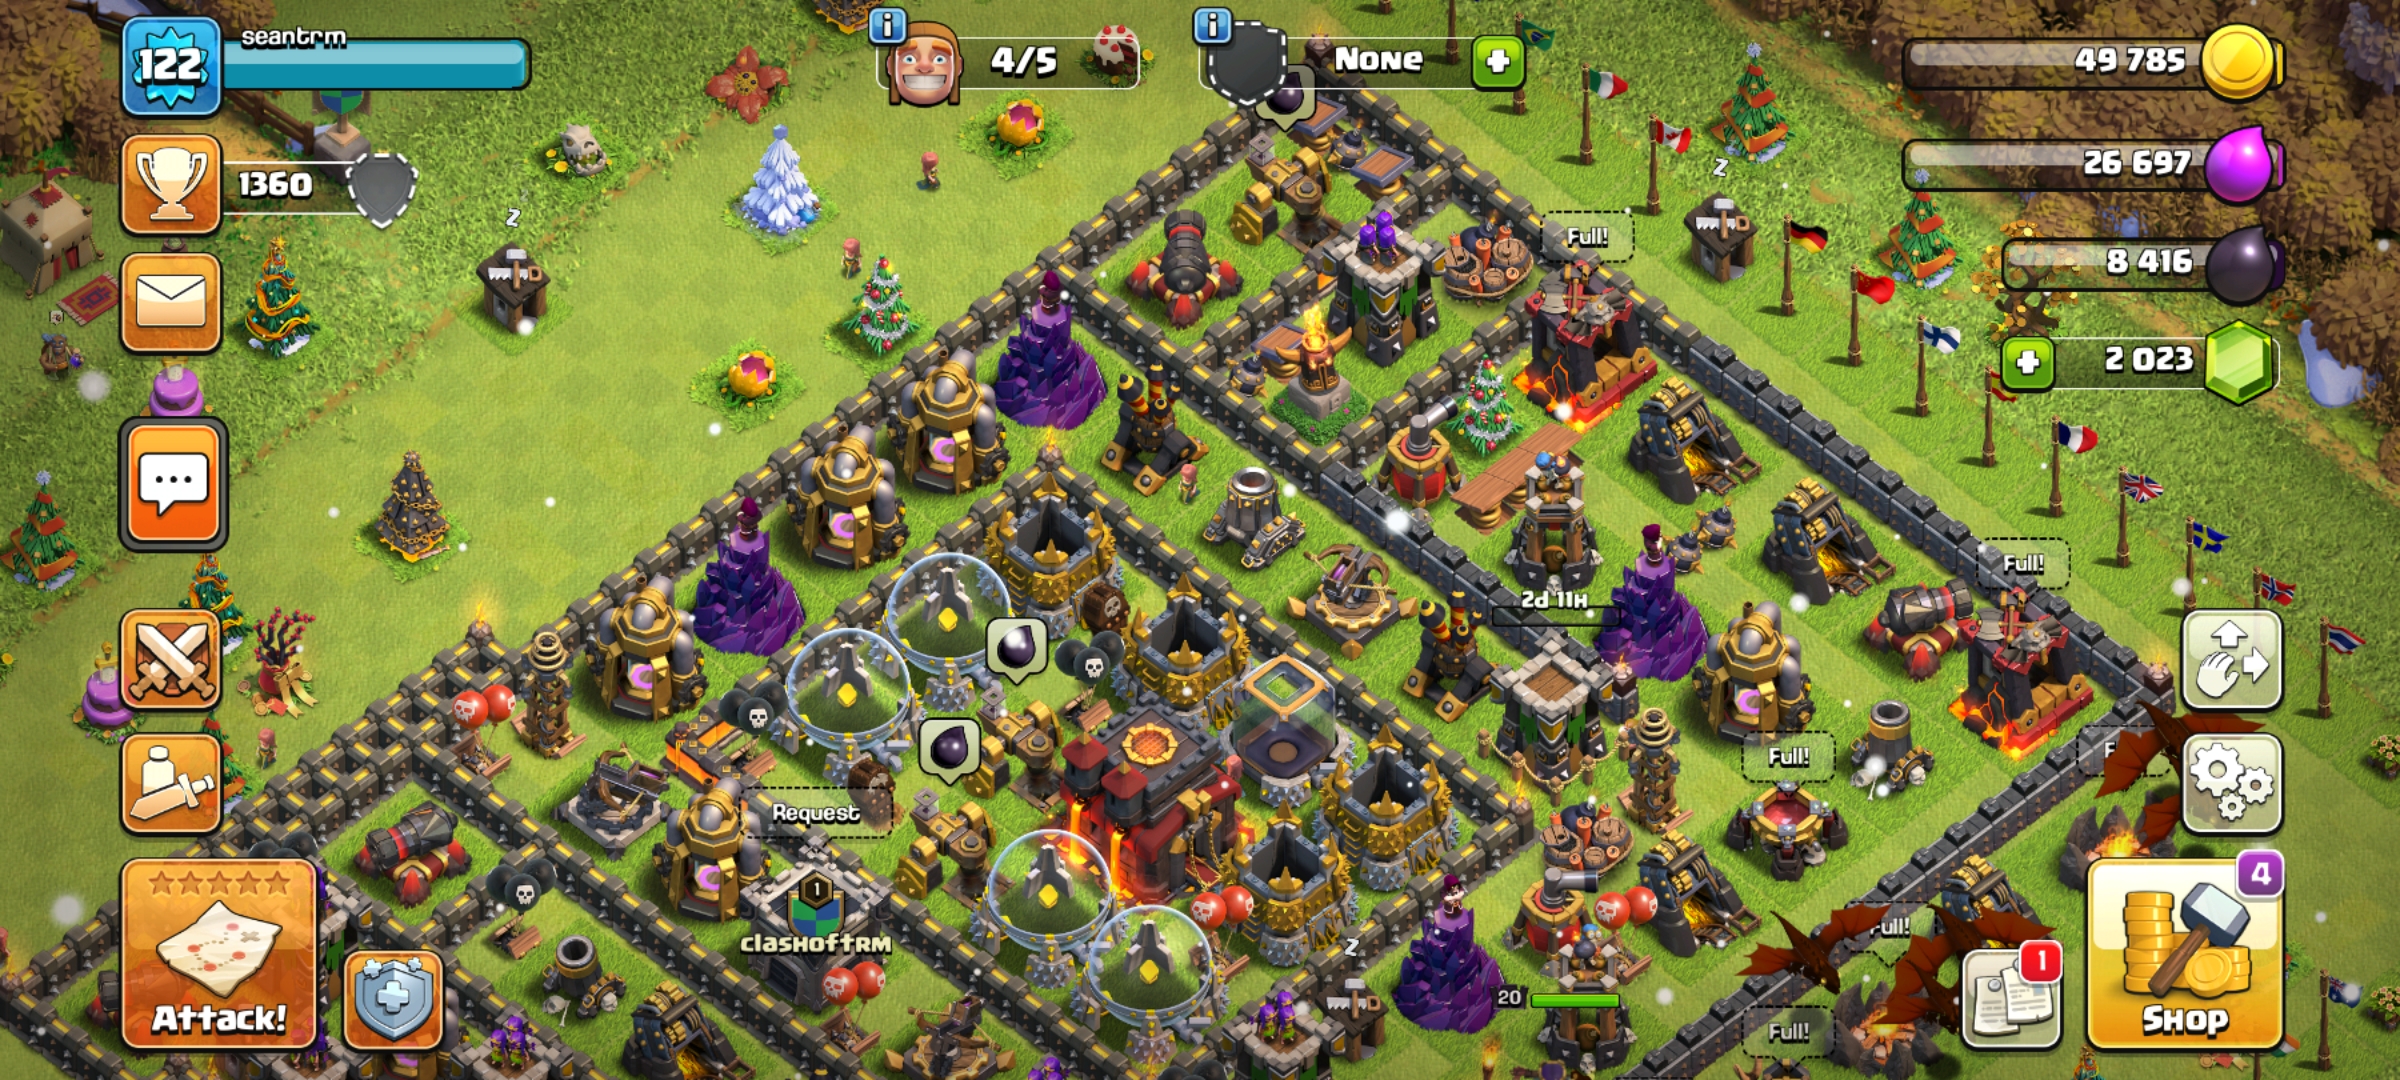 122
seantrm
4/5
None
49 785
1360
26 697
8 416
2 023
z
z
Full!
Full!
2d 11h
Full!
Request
1
clashoftrm
z
20
Full!
Attack!
1
4
Shop